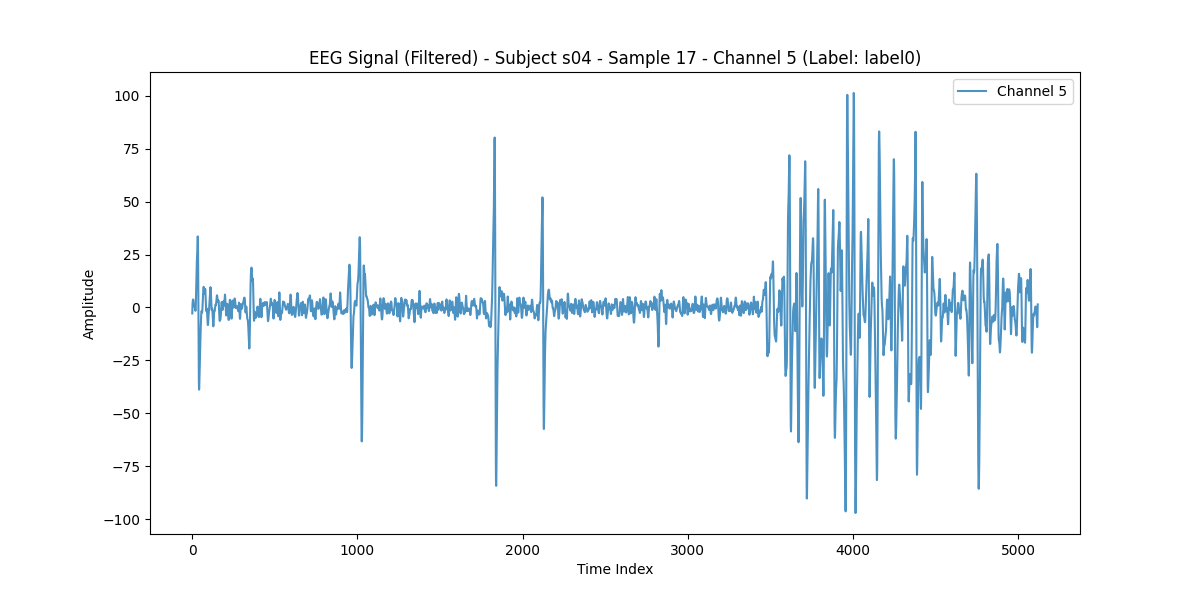 EEG Signal (Filtered) - Subject s04 - Sample 17 - Channel 5 (Label: label0)
Channel 5
100
75
50
25
0
−25
−50
−75
−100
Amplitude
0 1000 2000 3000 4000 5000
Time Index